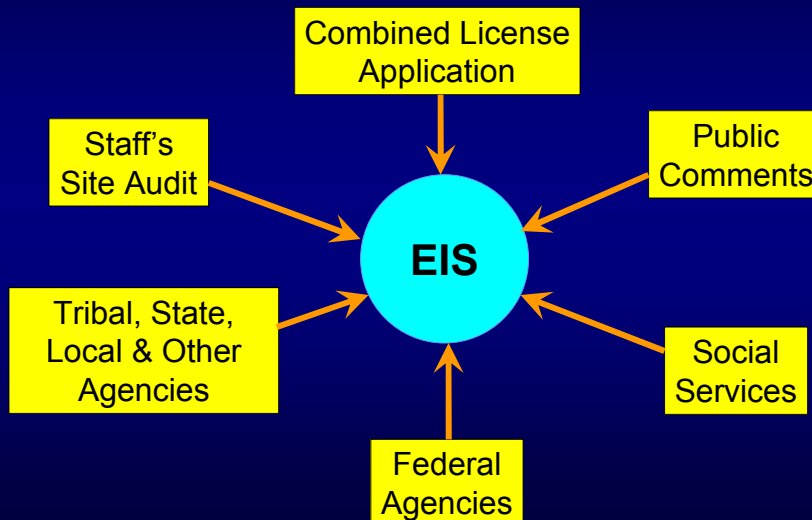 Combined License
Application
Staff’s
Site Audit
Public
Comments
EIS
Tribal, State,
Local & Other
Agencies
Social
Services
Federal
Agencies